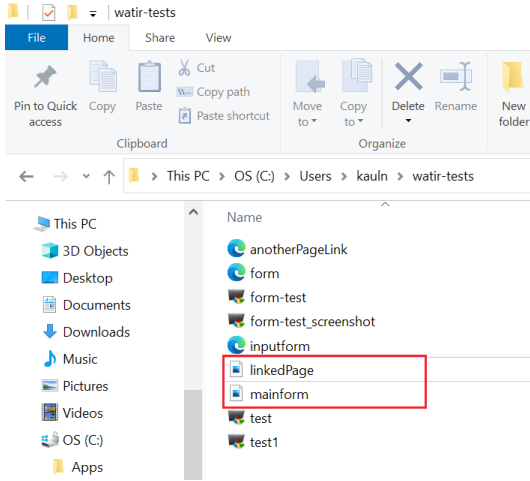 watir-tests
File Home Share View
Pin to Quick access
Copy
Paste
Cut
Copy path
Paste shortcut
Move to
Copy to
Delete
Rename
New folder
Clipboard
Organize
This PC > OS (C:) > Users > kauln > watir-tests
This PC
3D Objects
Desktop
Documents
Downloads
Music
Pictures
Videos
OS (C:)
Apps
Name
anotherPageLink
form
form-test
form-test_screenshot
inputform
linkedPage
mainform
test
test1